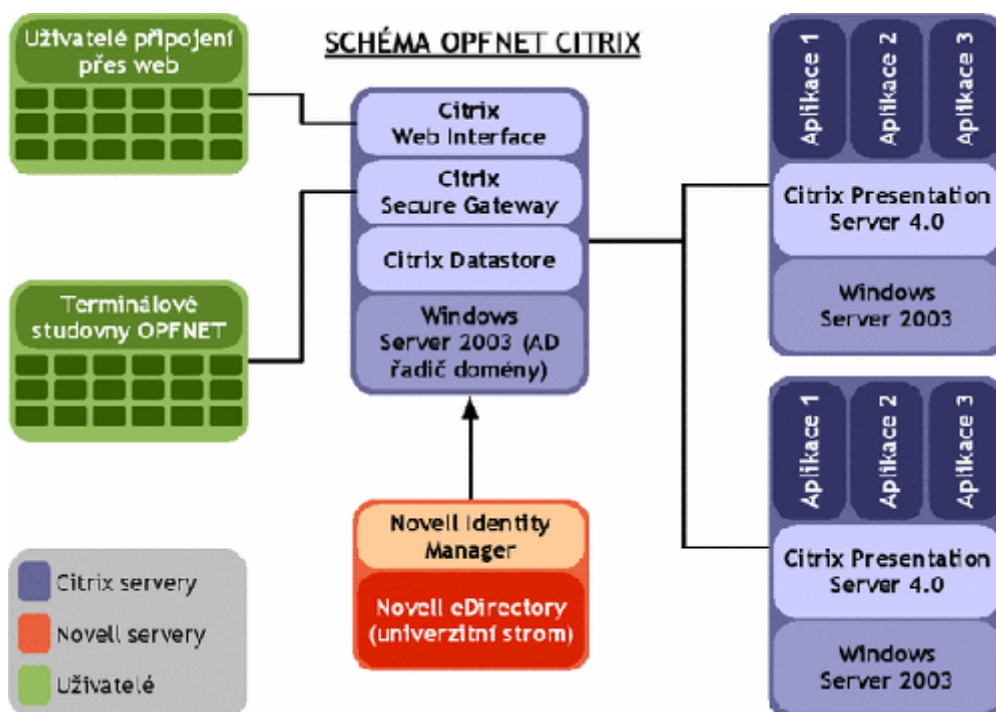 SCHÉMA OPFNET CITRIX
Uživatelé připojení
přes web
Terminálové
studovny OPFNET
Citrix
Web Interface
Citrix
Secure Gateway
Citrix Datastore
Windows
Server 2003 (AD
řadič domény)
Novell Identity
Manager
Novell eDirectory
(univerzitní strom)
Aplikace 1
Aplikace 2
Aplikace 3
Citrix Presentation
Server 4.0
Windows
Server 2003
Aplikace 1
Aplikace 2
Aplikace 3
Citrix Presentation
Server 4.0
Windows
Server 2003
Citrix servery
Novell servery
Uživatelé